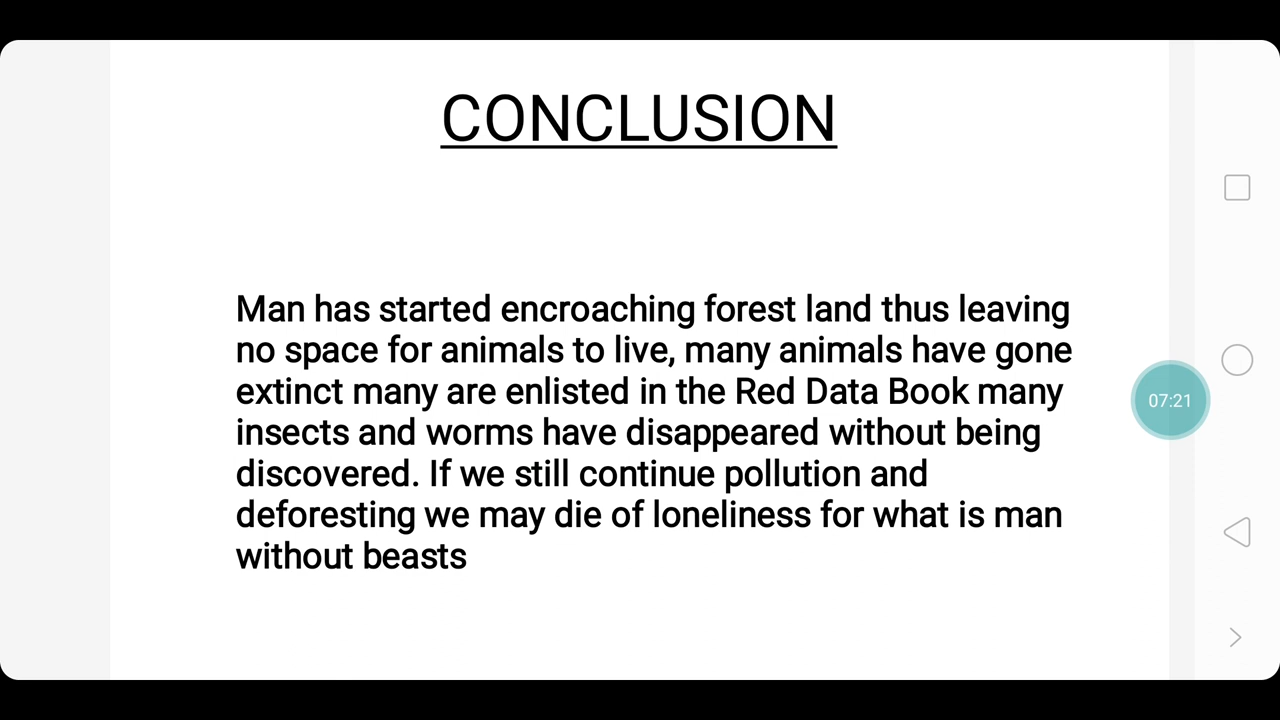 CONCLUSION
Man has started encroaching forest land thus leaving
no space for animals to live, many animals have gone
extinct many are enlisted in the Red Data Book many
insects and worms have disappeared without being
discovered. If we still continue pollution and
deforesting we may die of loneliness for what is man
without beasts
07:21